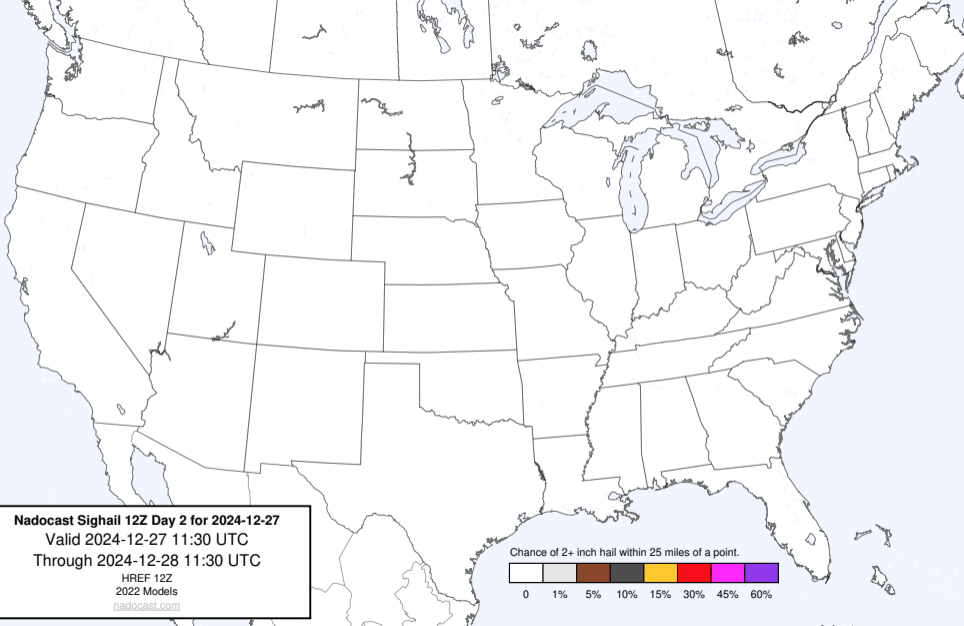 Nadocast Sighail 12Z Day 2 for 2024-12-27
Valid 2024-12-27 11:30 UTC
Through 2024-12-28 11:30 UTC
HREF 12Z
2022 Models
nadocast.com
Chance of 2+ inch hail within 25 miles of a point.
0 1% 5% 10% 15% 30% 45% 60%